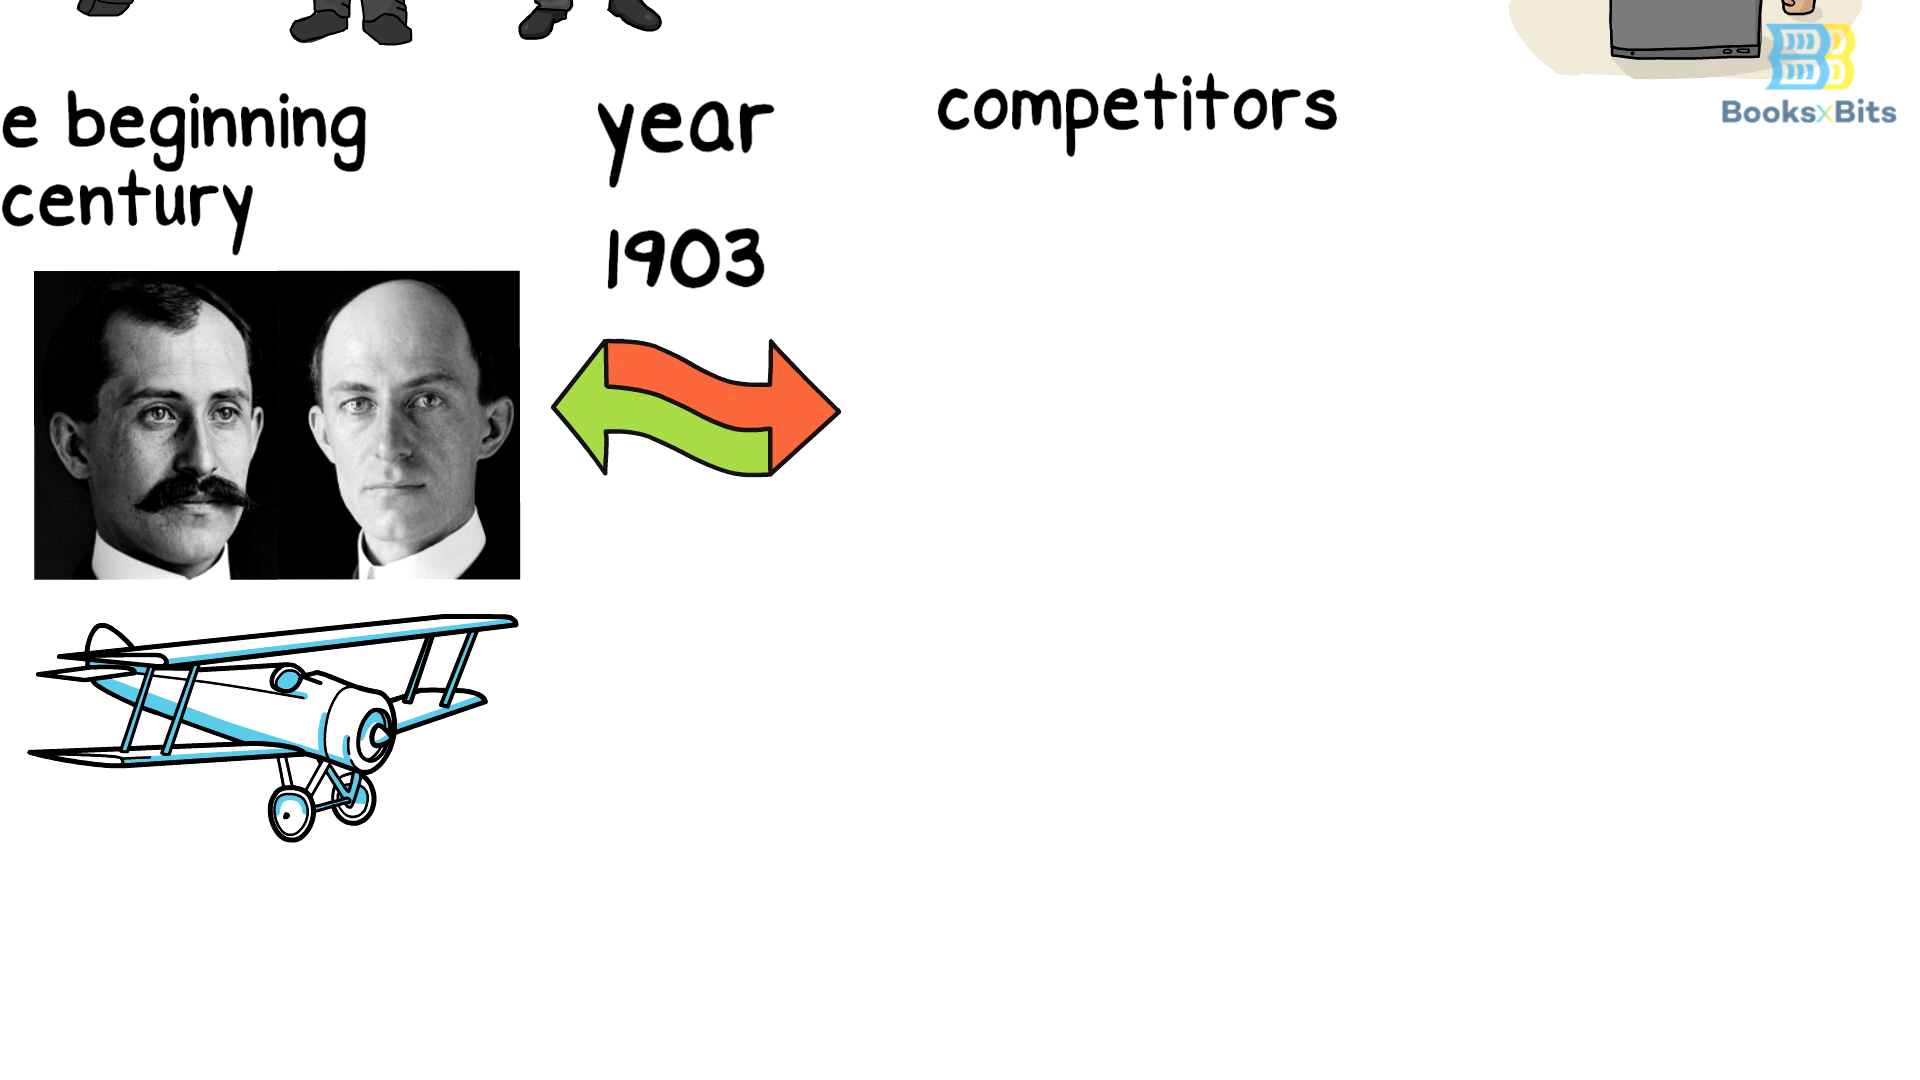 e beginning
century
year
1903
competitors
BooksxBits